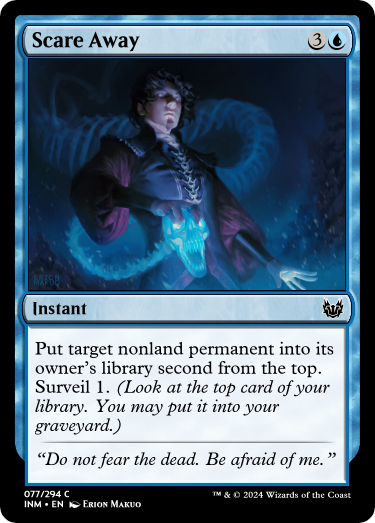 Scare Away 3
Instant
Put target nonland permanent into its
owner's library second from the top.
Surveil 1. (Look at the top card of your
library. You may put it into your
graveyard.)
“Do not fear the dead. Be afraid of me.”
077/294 C
INM • EN Erion Makuo
™ & © 2024 Wizards of the Coast